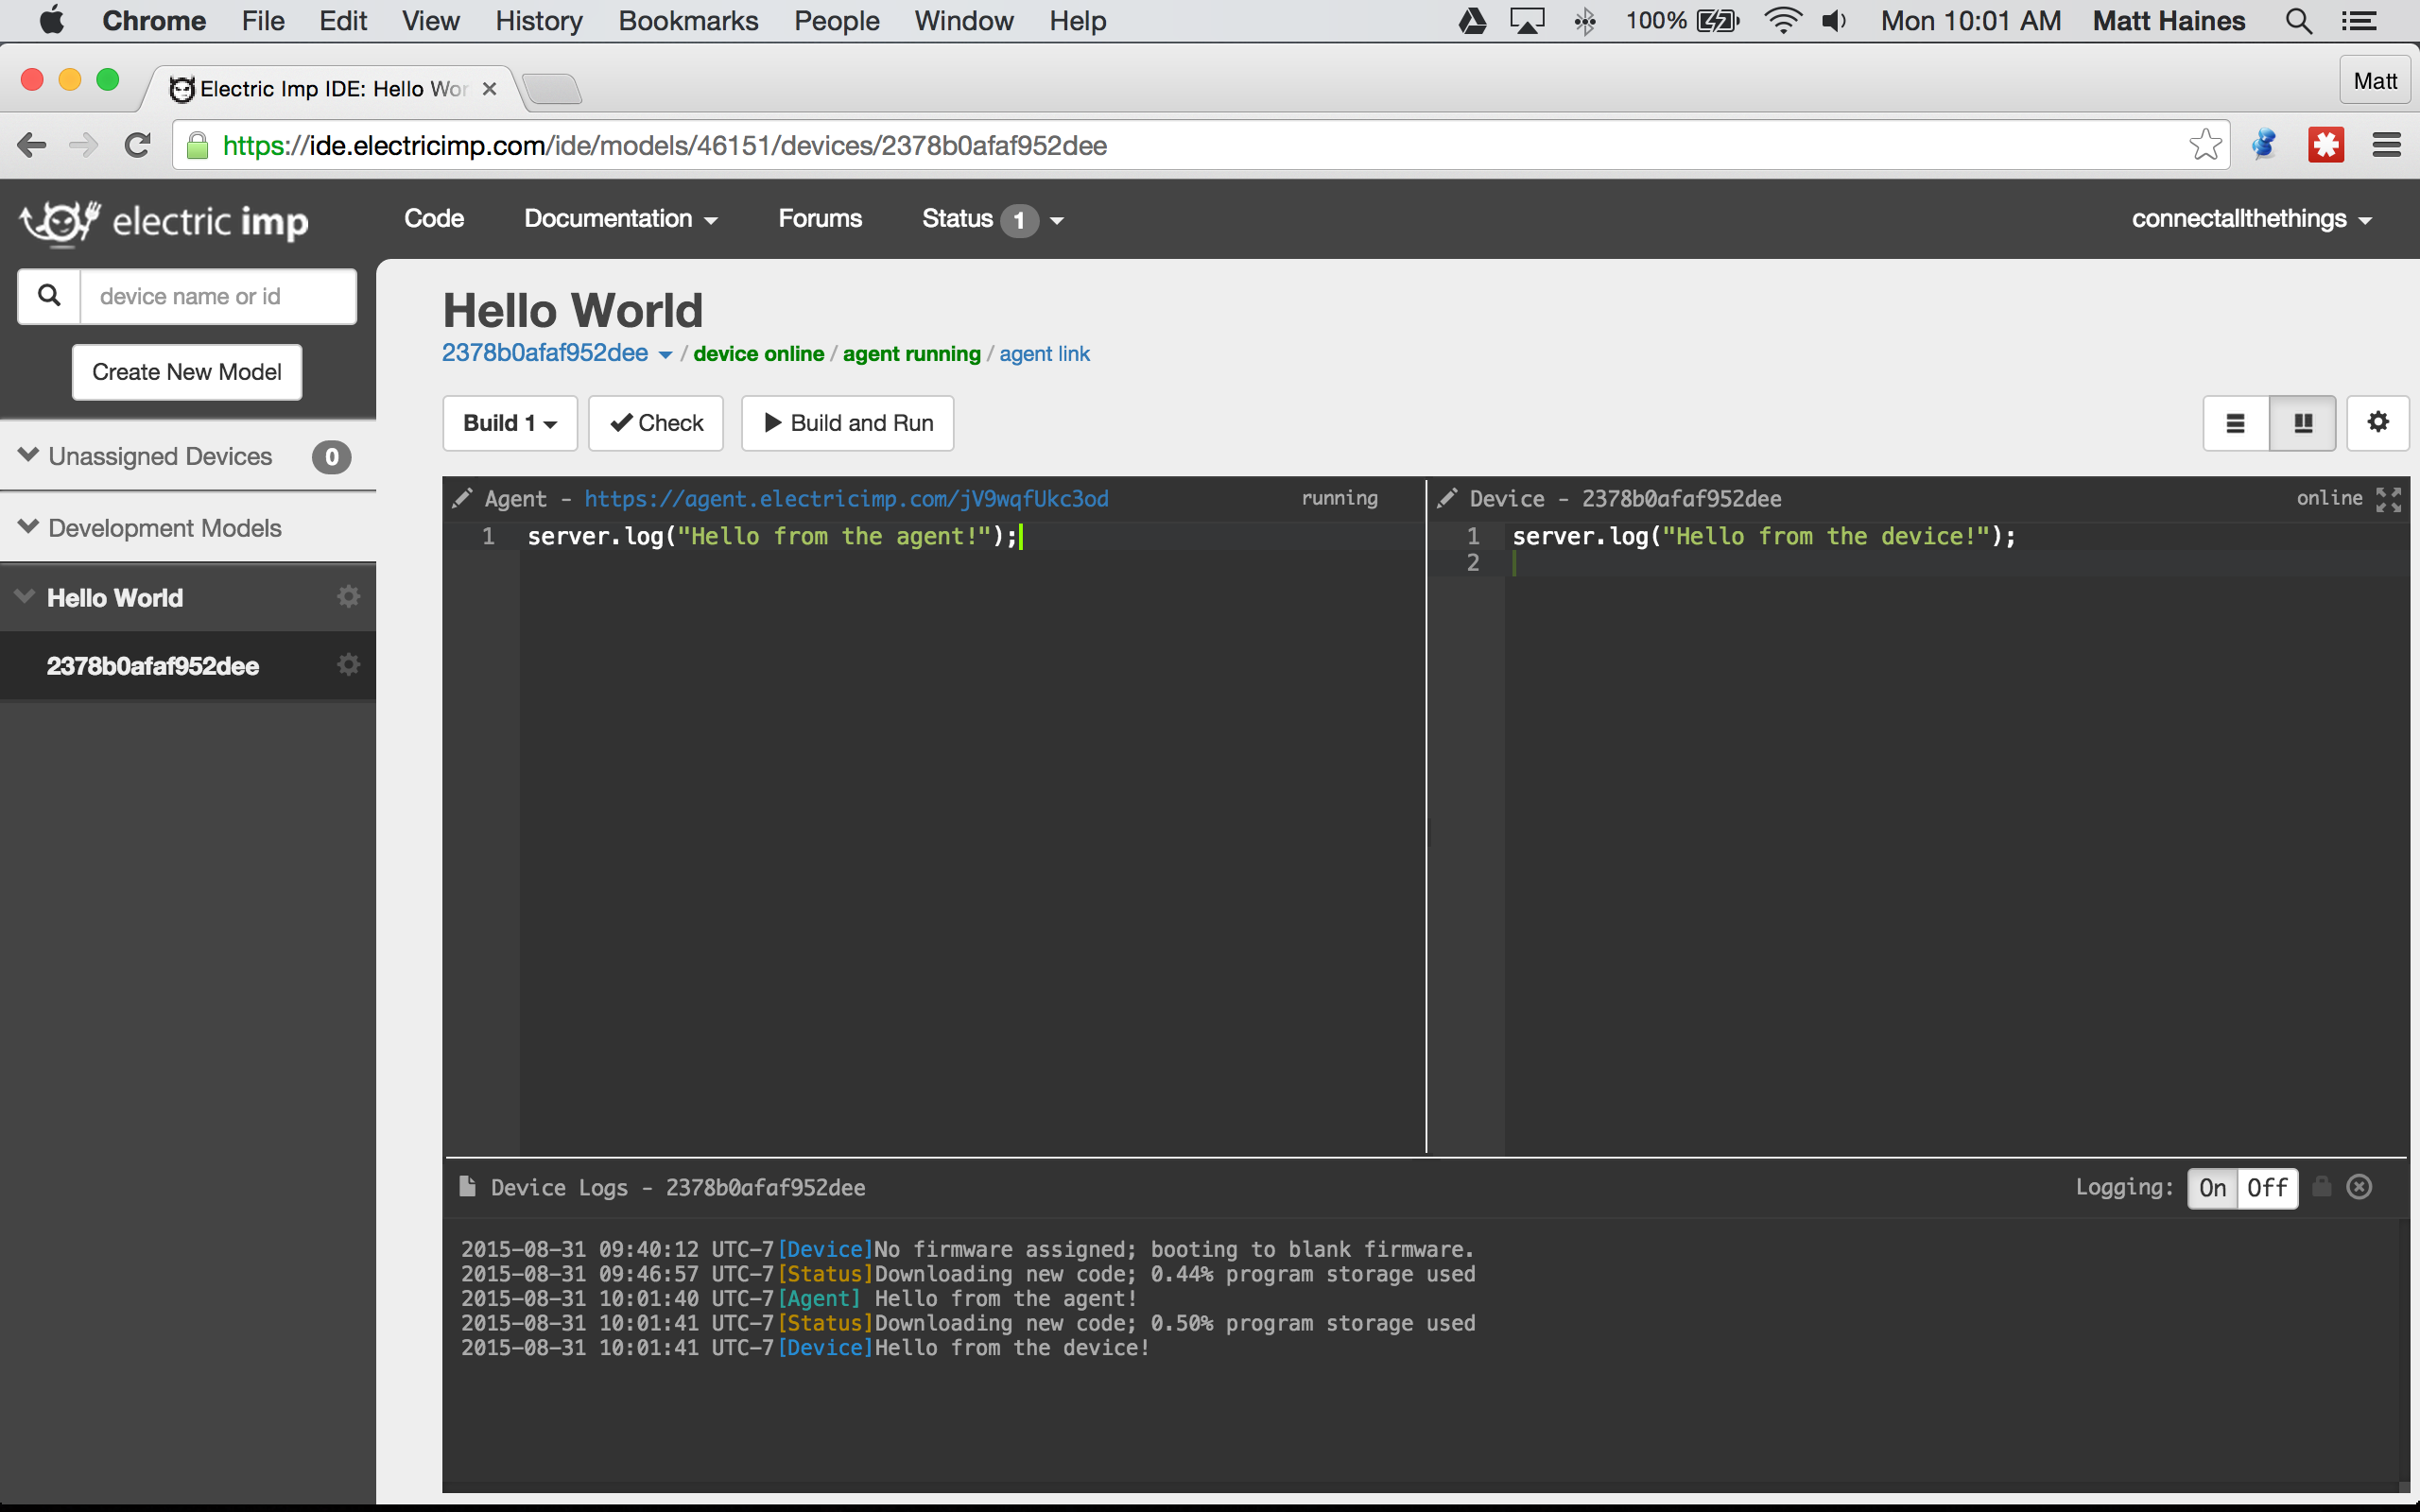 Chrome File Edit View History Bookmarks People Window Help 100% Mon 10:01 AM Matt Haines
Electric Imp IDE: Hello Wor Matt
https://ide.electricimp.com/ide/models/46151/devices/2378b0afaf952dee
electric imp Code Documentation Forums Status 1 connectallthethings
device name or id
Create New Model
Unassigned Devices 0
Development Models
Hello World
2378b0afaf952dee
Hello World
2378b0afaf952dee / device online / agent running / agent link
Build 1 Check Build and Run
Agent - https://agent.electricimp.com/jV9wqfUkc3od running
1 server.log("Hello from the agent!");
Device - 2378b0afaf952dee online
1 server.log("Hello from the device!");
2
Device Logs - 2378b0afaf952dee Logging: On Off
2015-08-31 09:40:12 UTC-7[Device]No firmware assigned; booting to blank firmware.
2015-08-31 09:46:57 UTC-7[Status]Downloading new code; 0.44% program storage used
2015-08-31 10:01:40 UTC-7[Agent] Hello from the agent!
2015-08-31 10:01:41 UTC-7[Status]Downloading new code; 0.50% program storage used
2015-08-31 10:01:41 UTC-7[Device]Hello from the device!